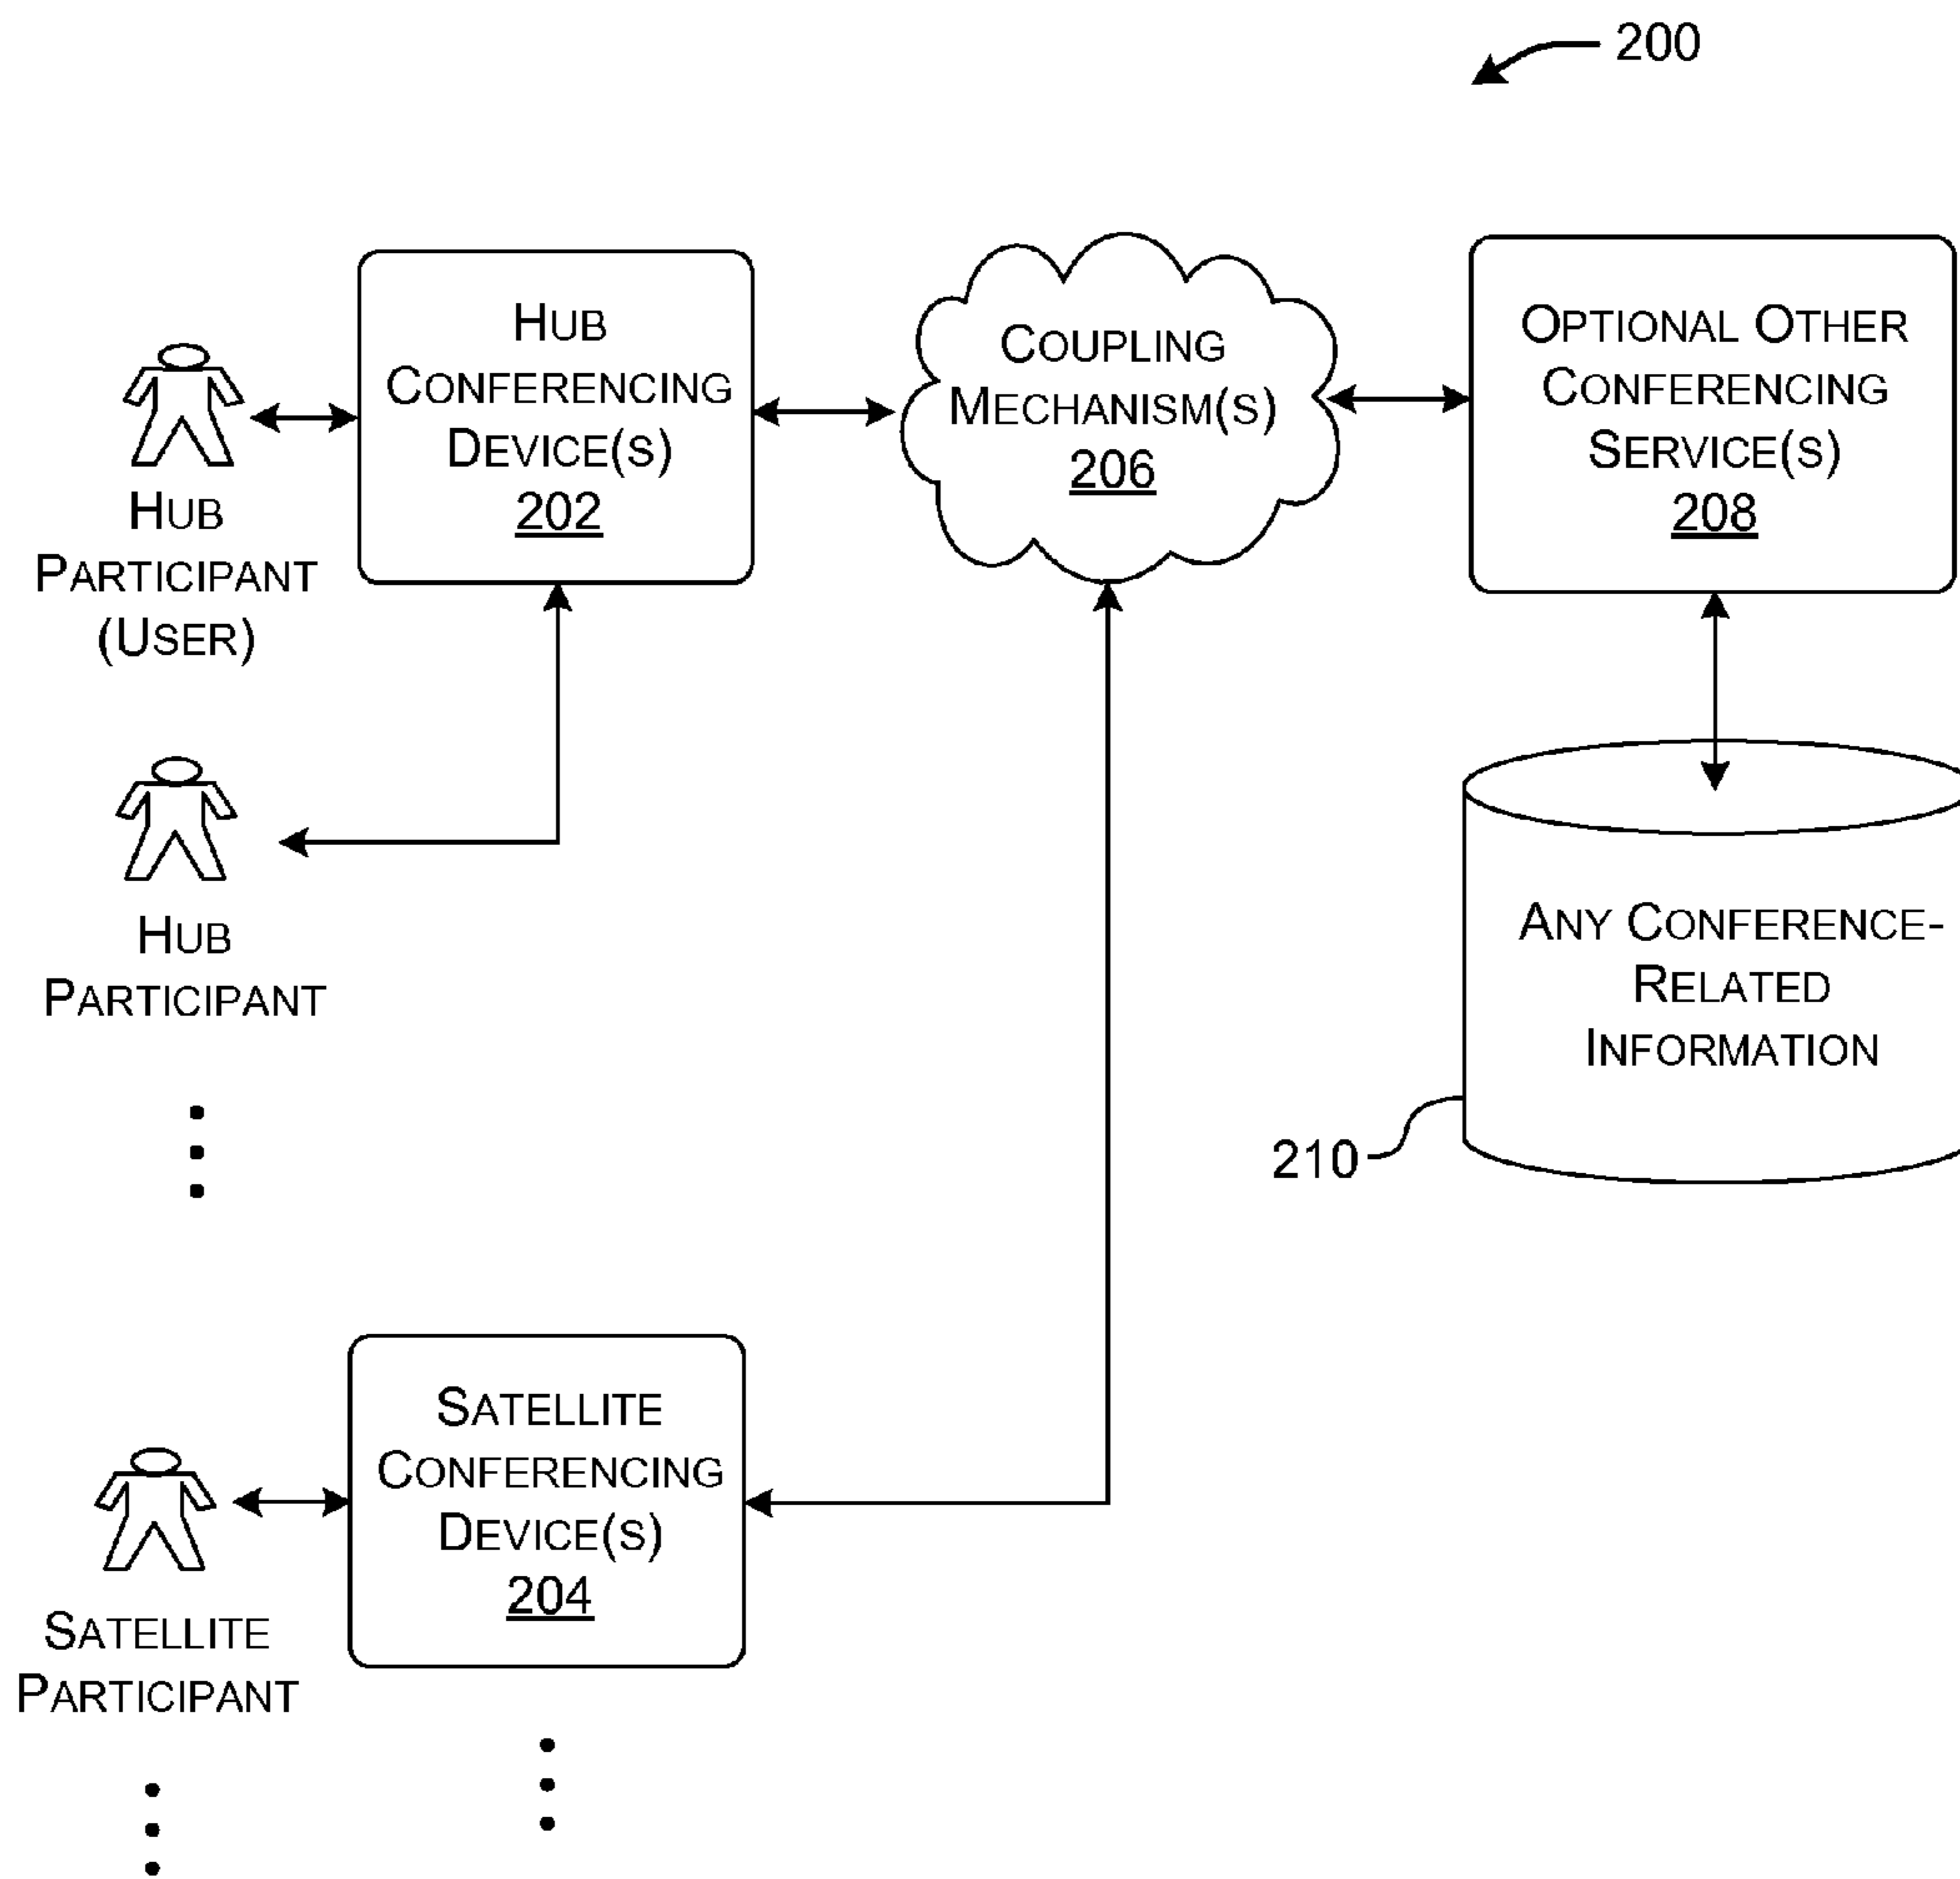 200
HUB
CONFERENCING
DEVICE(S)
202
COUPLING
MECHANISM(S)
206
OPTIONAL OTHER
CONFERENCING
SERVICE(S)
208
HUB
PARTICIPANT
(USER)
HUB
PARTICIPANT
ANY CONFERENCE-
RELATED
INFORMATION
210
SATELLITE
CONFERENCING
DEVICE(S)
204
SATELLITE
PARTICIPANT